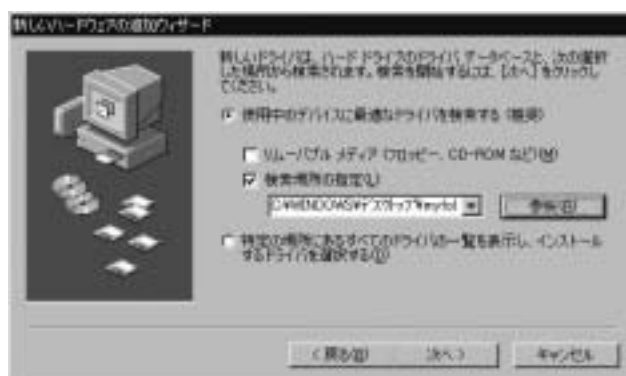 新しいハードウェアの追加ウィザード
新しいドライバは、ハード ドライブのドライバ データベースと、次の選択
した場所から検索されます。検索を開始するには、[次へ] をクリックし
てください。
使用中のデバイスに最適なドライバを検索する (推奨)
リムーバブル メディア (フロッピー、CD-ROM など)(M)
検索場所の指定(L)
C:¥WINDOWS¥デスクトップ¥mytol
参照(R)
特定の場所にあるすべてのドライバの一覧を表示し、インストール
するドライバを選択する(D)
< 戻る(B)
次へ >
キャンセル